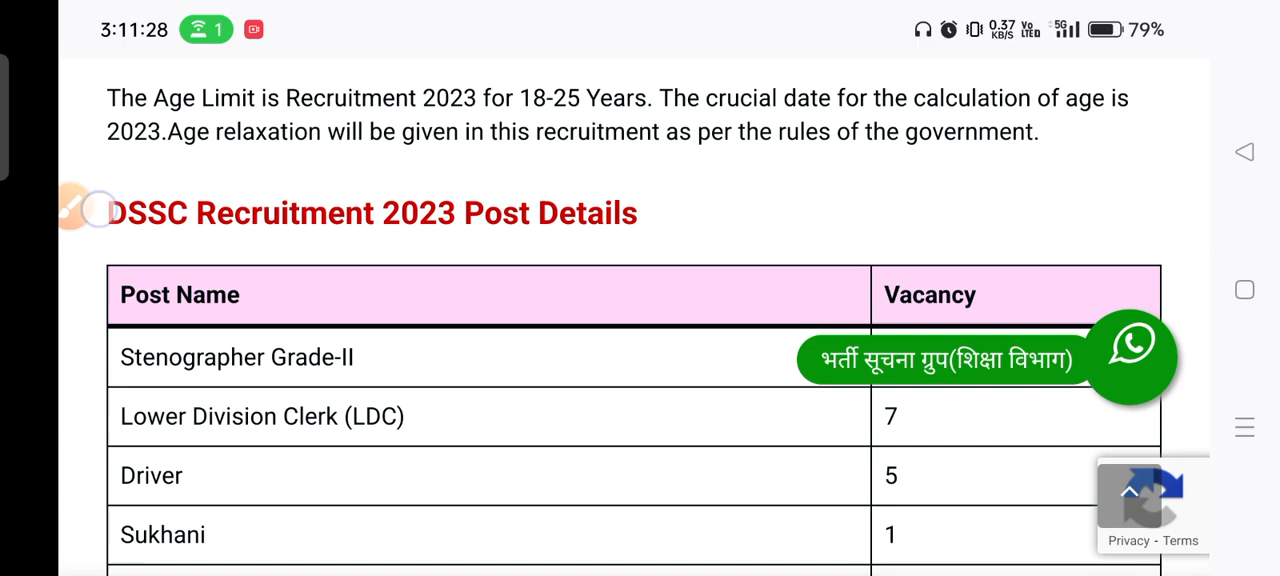 3:11:28 1 0.37 KB/S Vo LTED 5G 79%
The Age Limit is Recruitment 2023 for 18-25 Years. The crucial date for the calculation of age is
2023.Age relaxation will be given in this recruitment as per the rules of the government.
DSSC Recruitment 2023 Post Details
Post Name Vacancy
Stenographer Grade-II
भर्ती सूचना ग्रुप(शिक्षा विभाग)
Lower Division Clerk (LDC) 7
Driver 5
Sukhani 1
Privacy - Terms